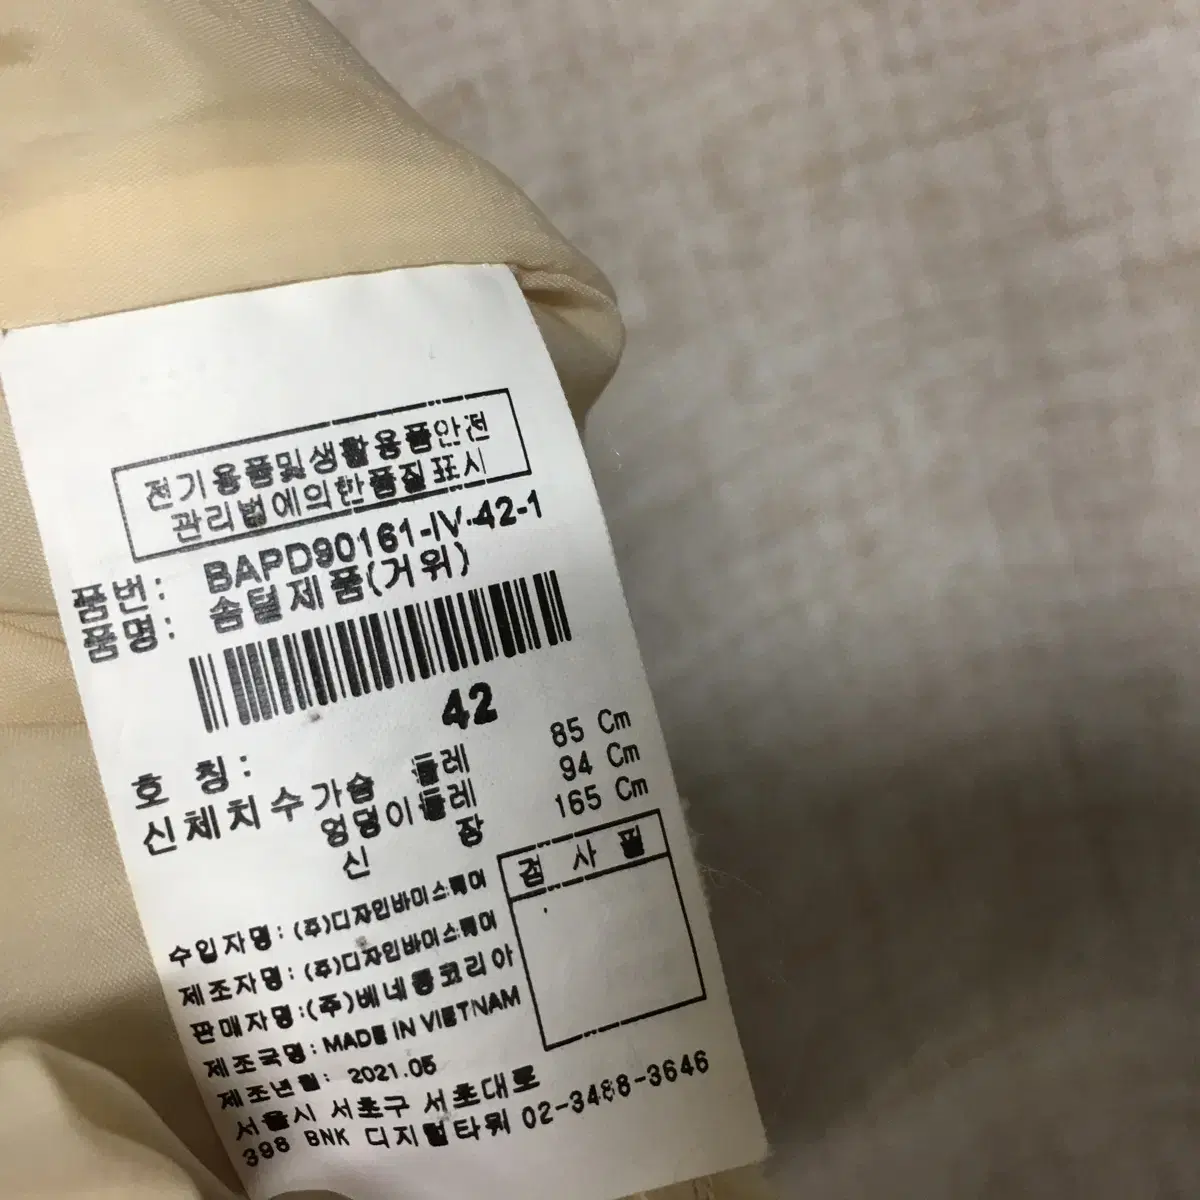 전기용품및생활용품안전
관리법에의한품질표시
품번: BAPD90161-IV-42-1
품명: 솜털제품(거위)
42
호 칭:
신체치수 가슴 둘레 85 Cm
엉덩이둘레 94 Cm
신 장 165 Cm
검 사 필
수입자명: (주)디자인바이스퀘어
제조자명: (주)디자인바이스퀘어
판매자명: (주)베네통코리아
제조국명: MADE IN VIETNAM
제조년월: 2021.05
서울시 서초구 서초대로
398 BNK 디지털타워 02-3488-3646